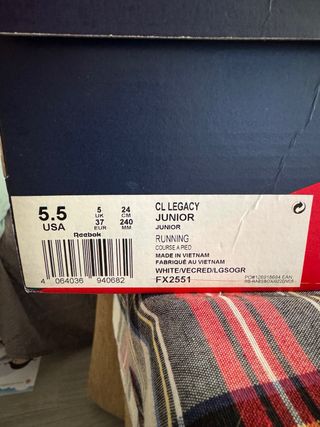 5.5
USA
5
UK
37
EUR
24
CM
240
MM
Reebok
4 064036 940682
CL LEGACY
JUNIOR
JUNIOR
RUNNING
COURSE A PIED
MADE IN VIETNAM
FABRIQUÉ AU VIETNAM
WHITE/VECRED/LGSOGR
FX2551
EAN